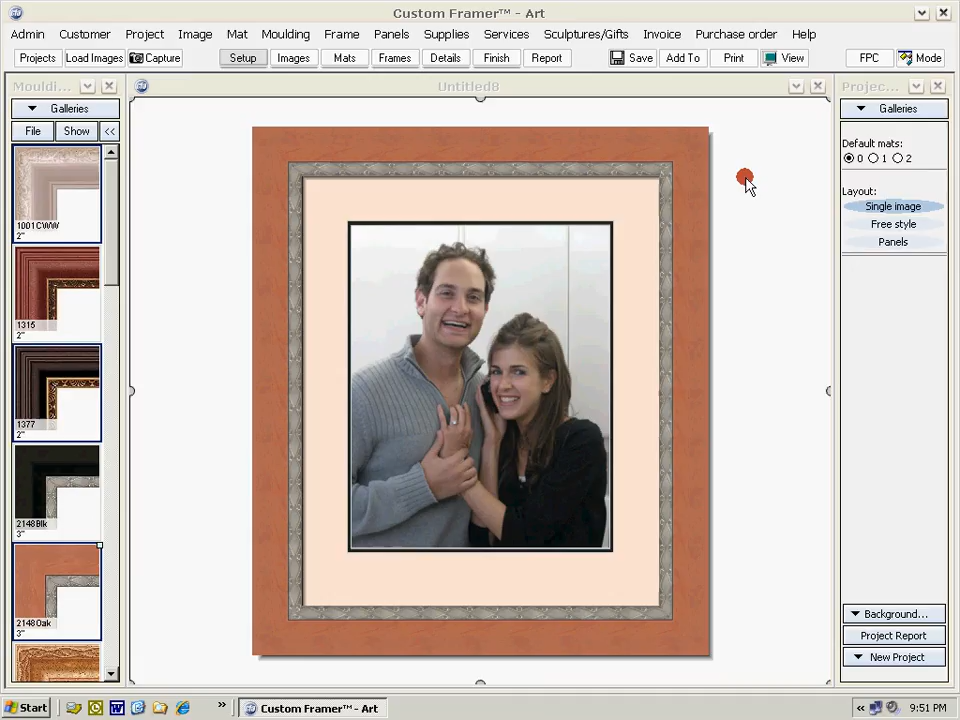 Custom Framer™ - Art
Admin Customer Project Image Mat Moulding Frame Panels Supplies Services Sculptures/Gifts Invoice Purchase order Help
Projects Load Images Capture Setup Images Mats Frames Details Finish Report Save Add To Print View FPC Mode
Mouldi...
Galleries
File Show <<
1001CWW
2"
1315
2"
1377
2"
2148Blk
3"
2148Oak
3"
Untitled8
Projec...
Galleries
Default mats:
0 1 2
Layout:
Single image
Free style
Panels
Background...
Project Report
New Project
Start » Custom Framer™ - Art « 9:51 PM